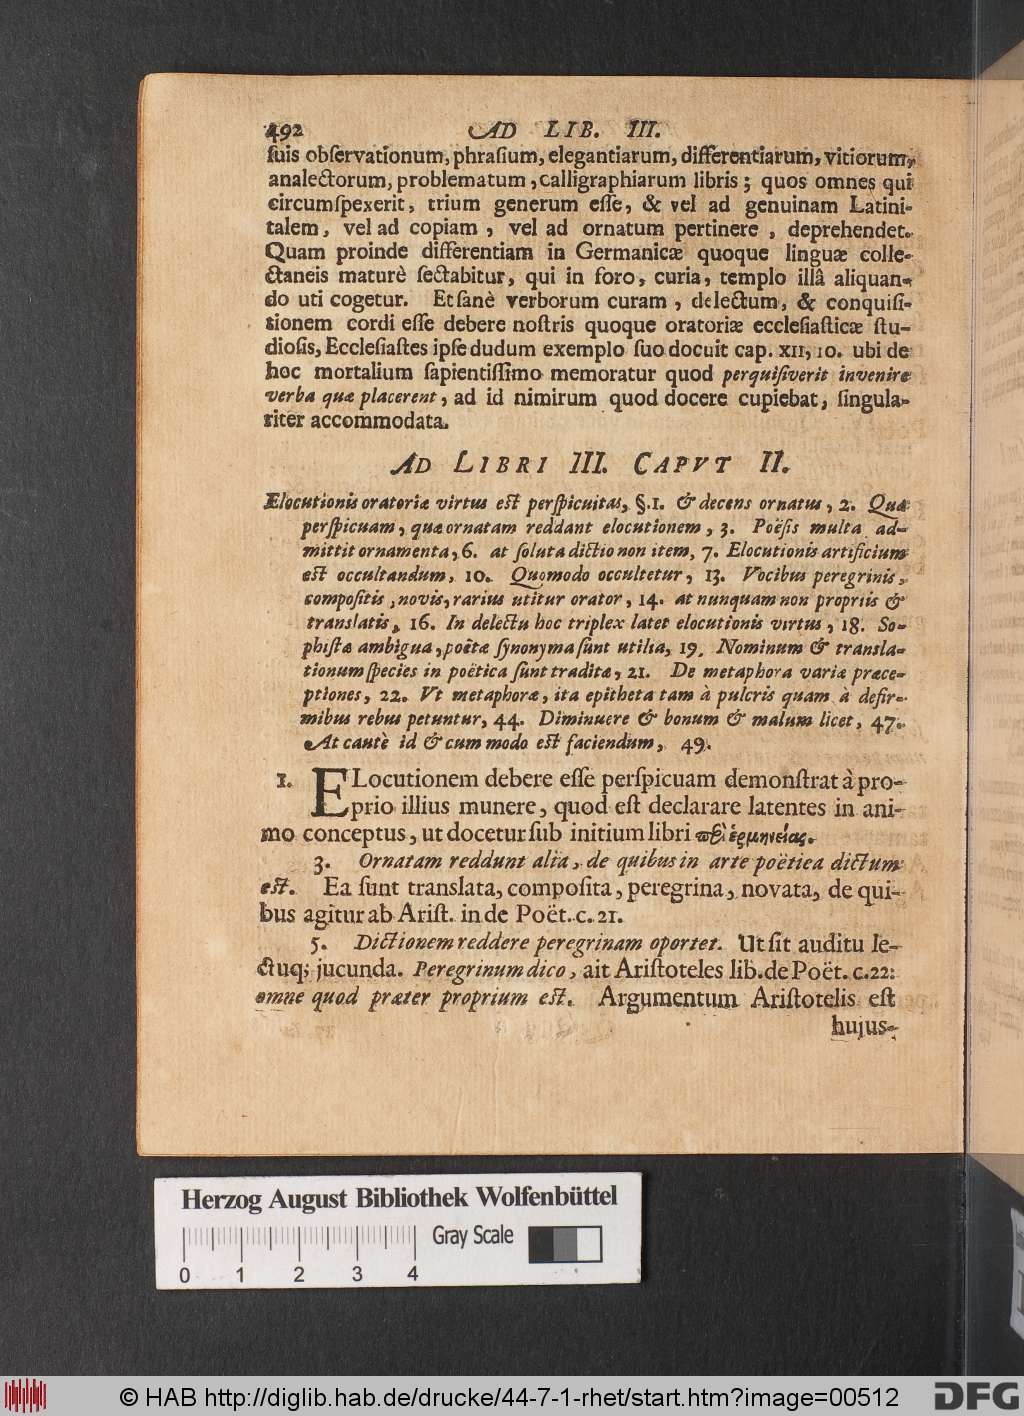 492 AD LIB. III.
ſuis obſervationum, phraſium, elegantiarum, differentiarum, vitiorum,
analectorum, problematum, calligraphiarum libris; quos omnes qui
circumſpexerit, trium generum eſſe, & vel ad genuinam Latini-
talem, vel ad copiam, vel ad ornatum pertinere, deprehendet.
Quam proinde differentiam in Germanicæ quoque linguæ colle-
ctaneis maturè ſectabitur, qui in foro, curia, templo illâ aliquan-
do uti cogetur. Et ſanè verborum curam, delectum, & conquiſi-
tionem cordi eſſe debere noſtris quoque oratoriæ eccleſiaſticæ ſtu-
dioſis, Eccleſiaſtes ipſe dudum exemplo ſuo docuit cap. XII, 10. ubi de
hoc mortalium ſapientiſſimo memoratur quod perquiſiverit invenire
verba quæ placerent, ad id nimirum quod docere cupiebat, ſingula-
riter accommodata.
AD LIBRI III. CAPVT II.
Elocutionis oratoriæ virtus eſt perſpicuitas, §.1. & decens ornatus, 2. Quæ
perſpicuam, quæ ornatam reddant elocutionem, 3. Poëſis multa ad-
mittit ornamenta, 6. at ſoluta dictio non item, 7. Elocutionis artificium
eſt occultandum, 10. Quomodo occultetur, 13. Vocibus peregrinis,
compoſitis, novis, rarius utitur orator, 14. at nunquam non propriis &
translatis, 16. In delectu hoc triplex latet elocutionis virtus, 18. So-
phiſtæ ambigua, poëtæ ſynonyma ſunt utilia, 19. Nominum & transla-
tionum ſpecies in poëtica ſunt traditæ, 21. De metaphora variæ præce-
ptiones, 22. Vt metaphoræ, ita epitheta tam à pulcris quam à defor-
mibus rebus petuntur, 44. Diminuere & bonum & malum licet, 47.
At cautè id & cum modo eſt faciendum, 49.
1. ELocutionem debere eſſe perſpicuam demonſtrat à pro-
prio illius munere, quod eſt declarare latentes in ani-
mo conceptus, ut docetur ſub initium libri περὶ ἑρμηνείας.
3. Ornatam reddunt alia, de quibus in arte poëtica dictum
eſt. Ea ſunt translata, compoſita, peregrina, novata, de qui-
bus agitur ab Ariſt. in de Poët. c. 21.
5. Dictionem reddere peregrinam oportet. Ut ſit auditu le-
ctuq; jucunda. Peregrinum dico, ait Ariſtoteles lib. de Poët. c. 22:
omne quod præter proprium eſt. Argumentum Ariſtotelis eſt
hujus-
Herzog August Bibliothek Wolfenbüttel
Gray Scale
0 1 2 3 4
© HAB http://diglib.hab.de/drucke/44-7-1-rhet/start.htm?image=00512
DFG